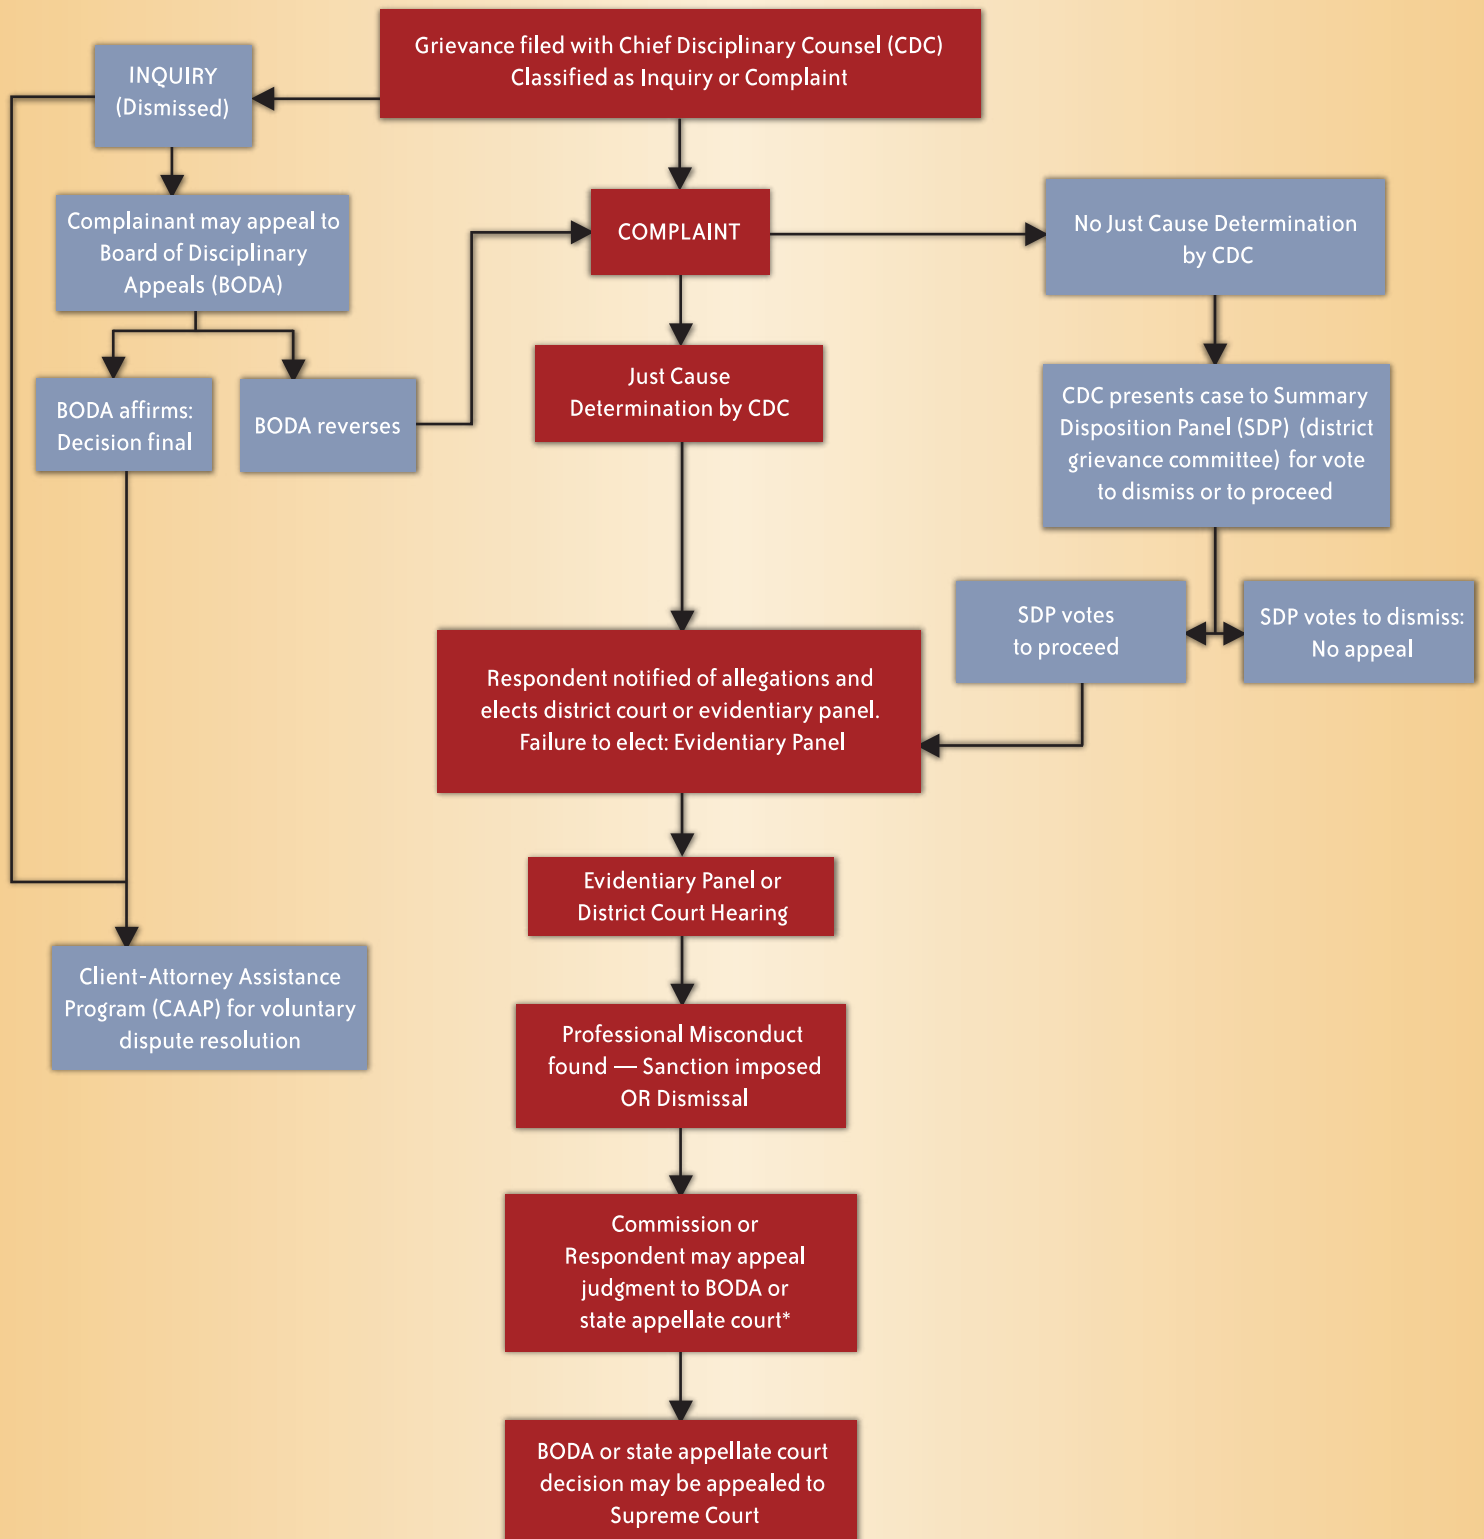 Grievance filed with Chief Disciplinary Counsel (CDC)
Classified as Inquiry or Complaint
INQUIRY
(Dismissed)
Complainant may appeal to
Board of Disciplinary
Appeals (BODA)
BODA affirms:
Decision final
BODA reverses
COMPLAINT
No Just Cause Determination
by CDC
Just Cause
Determination by CDC
CDC presents case to Summary
Disposition Panel (SDP) (district
grievance committee) for vote
to dismiss or to proceed
SDP votes
to proceed
SDP votes to dismiss:
No appeal
Respondent notified of allegations and
elects district court or evidentiary panel.
Failure to elect: Evidentiary Panel
Evidentiary Panel or
District Court Hearing
Client-Attorney Assistance
Program (CAAP) for voluntary
dispute resolution
Professional Misconduct
found — Sanction imposed
OR Dismissal
Commission or
Respondent may appeal
judgment to BODA or
state appellate court*
BODA or state appellate court
decision may be appealed to
Supreme Court